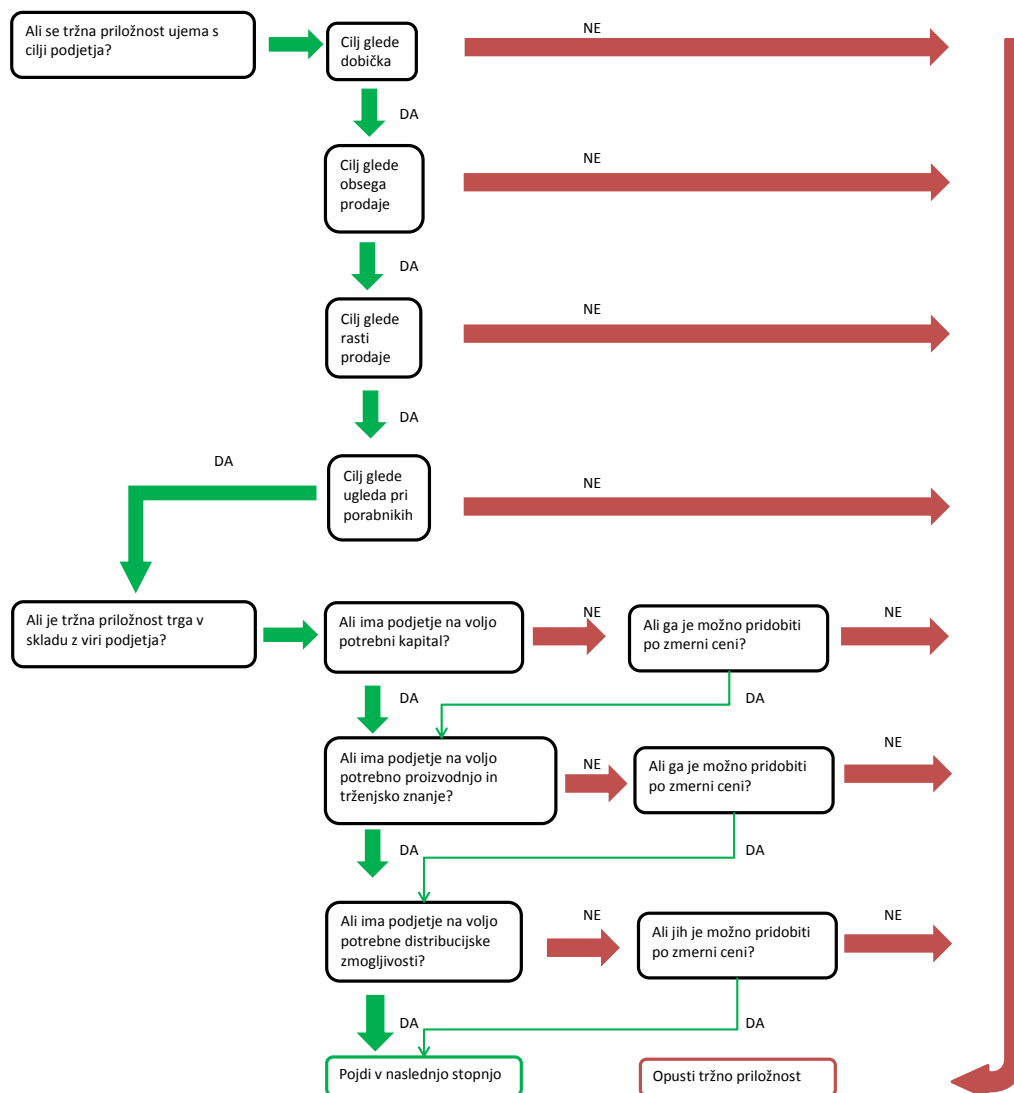 Ali se tržna priložnost ujema s
cilji podjetja?
Cilj glede
dobička
NE
DA
Cilj glede
obsega
prodaje
NE
DA
Cilj glede
rasti
prodaje
NE
DA
DA
Cilj glede
ugleda pri
porabnikih
NE
Ali je tržna priložnost trga v
skladu z viri podjetja?
Ali ima podjetje na voljo
potrebni kapital?
NE
Ali ga je možno pridobiti
po zmerni ceni?
NE
DA
DA
Ali ima podjetje na voljo
potrebno proizvodnjo in
trženjsko znanje?
NE
Ali ga je možno pridobiti
po zmerni ceni?
NE
DA
DA
Ali ima podjetje na voljo
potrebne distribucijske
zmogljivosti?
NE
Ali jih je možno pridobiti
po zmerni ceni?
NE
DA
DA
Pojdi v naslednjo stopnjo
Opusti tržno priložnost